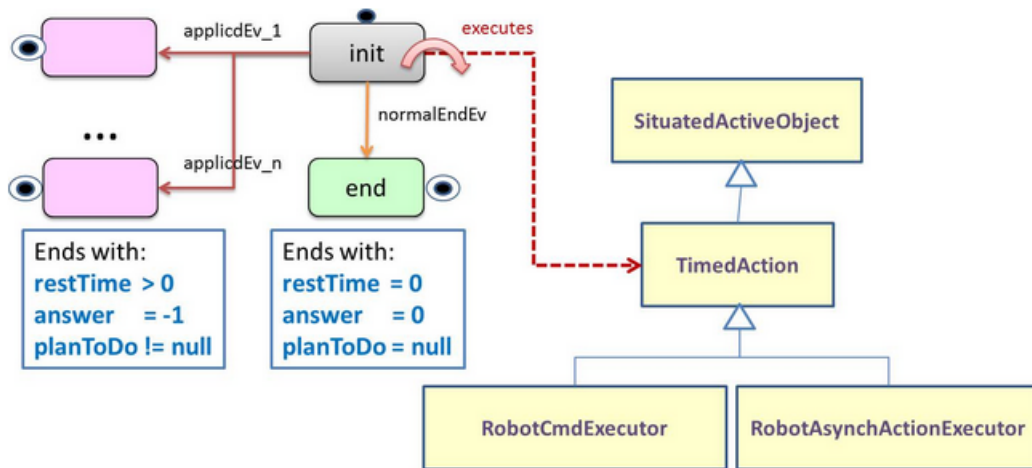 applicdEv_1
init
executes
SituatedActiveObject
normalEndEv
...
applicdEv_n
end
TimedAction
Ends with:
restTime > 0
answer = -1
planToDo != null
Ends with:
restTime = 0
answer = 0
planToDo = null
RobotCmdExecutor
RobotAsynchActionExecutor